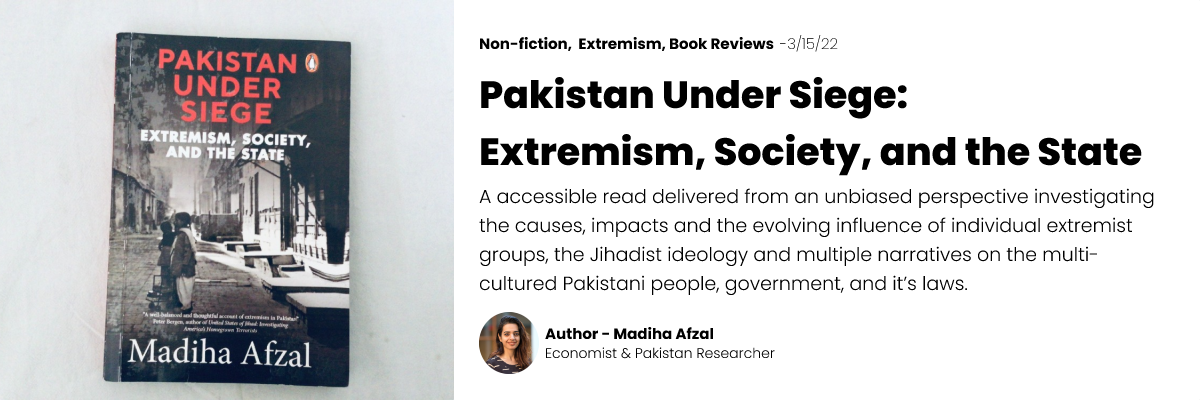 PAKISTAN
UNDER
SIEGE
EXTREMISM, SOCIETY,
AND THE STATE
"A well-balanced and thoughtful account of extremism in Pakistan"
Peter Bergen, author of United States of Jihad: Investigating
America's Homegrown Terrorists
Madiha Afzal
Non-fiction, Extremism, Book Reviews -3/15/22
Pakistan Under Siege:
Extremism, Society, and the State
A accessible read delivered from an unbiased perspective investigating
the causes, impacts and the evolving influence of individual extremist
groups, the Jihadist ideology and multiple narratives on the multi-
cultured Pakistani people, government, and it's laws.
Author - Madiha Afzal
Economist & Pakistan Researcher